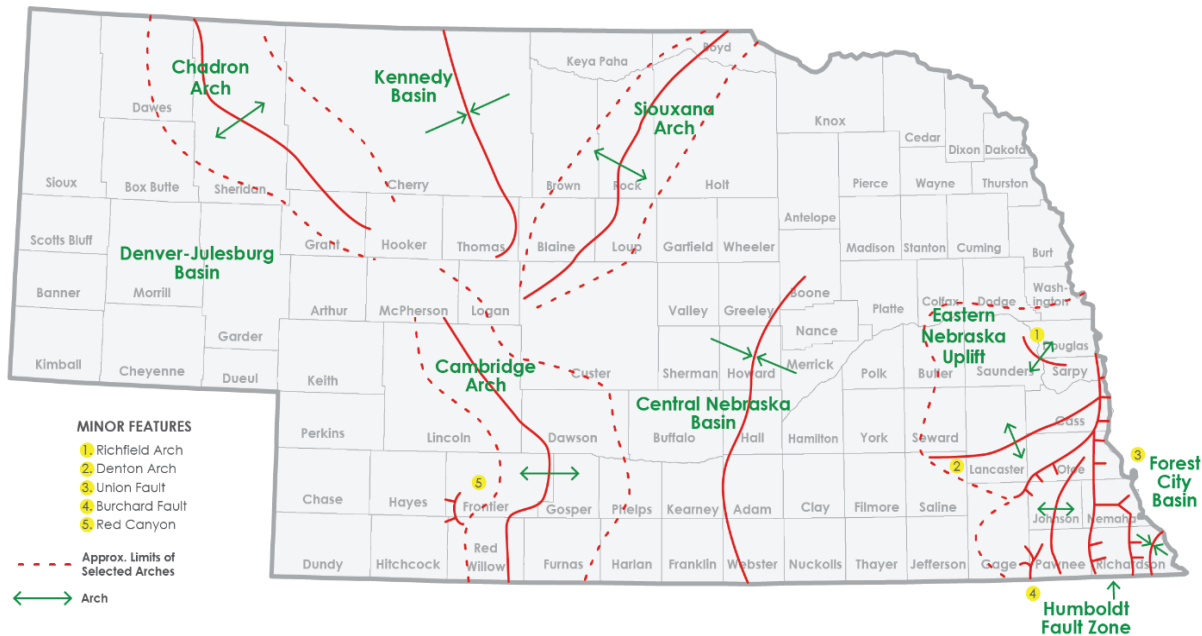 Chadron
Arch
Kennedy
Basin
Siouxana
Arch
Boyd
Keya Paha
Dawes
Knox
Cedar
Dixon
Dakota
Sioux
Box Butte
Sheridan
Cherry
Brown
Rock
Holt
Pierce
Wayne
Thurston
Antelope
Scotts Bluff
Grant
Hooker
Thomas
Blaine
Loup
Garfield
Wheeler
Madison
Stanton
Cuming
Burt
Denver-Julesburg
Basin
Banner
Morrill
Arthur
McPherson
Logan
Valley
Greeley
Boone
Platte
Colfax
Dodge
Wash-
ington
Nance
Eastern
Nebraska
Uplift
1
Douglas
Garder
Kimball
Cheyenne
Dueul
Keith
Cambridge
Arch
Custer
Sherman
Howard
Merrick
Polk
Butler
Saunders
Sarpy
Central Nebraska
Basin
Perkins
Lincoln
Dawson
Buffalo
Hall
Hamilton
York
Seward
Cass
MINOR FEATURES
1. Richfield Arch
2. Denton Arch
3. Union Fault
4. Burchard Fault
5. Red Canyon
2
Lancaster
Otoe
3
Forest
City
Basin
Chase
Hayes
5
Frontier
Gosper
Phelps
Kearney
Adam
Clay
Filmore
Saline
Johnson
Nemaha
Dundy
Hitchcock
Red
Willow
Furnas
Harlan
Franklin
Webster
Nuckolls
Thayer
Jefferson
Gage
Pawnee
Richardson
Approx. Limits of
Selected Arches
Arch
4
Humboldt
Fault Zone